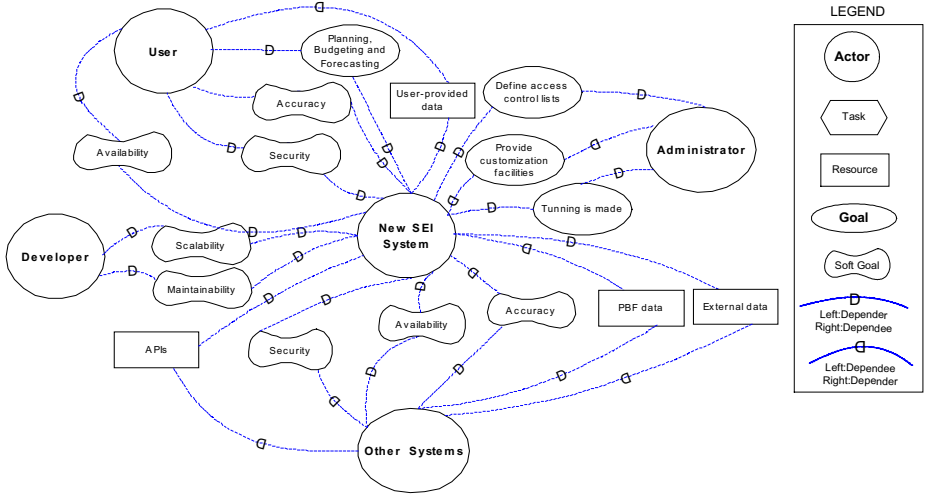 LEGEND
User
Planning,
Budgeting and
Forecasting
Accuracy
User-provided
data
Define access
control lists
Actor
D
Task
Availability
Security
Provide
customization
facilities
Administrator
Resource
New SEI
System
Tunning is made
Goal
Developer
Scalability
Maintainability
Soft Goal
D
Left:Depender
Right:Dependee
D
Left:Dependee
Right:Depender
APIs
Security
Availability
Accuracy
PBF data
External data
Other Systems